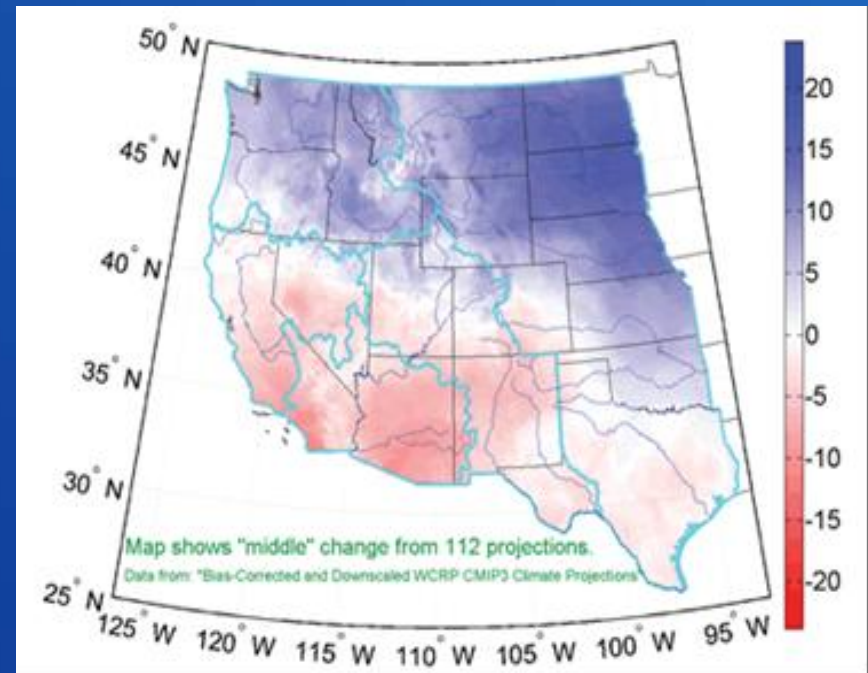 50° N
45° N
40° N
35° N
30° N
25° N
125° W
120° W
115° W
110° W
105° W
100° W
95° W
20
15
10
5
0
-5
-10
-15
-20
Map shows "middle" change from 112 projections.
Data from: "Bias-Corrected and Downscaled WCRP CMIP3 Climate Projections"